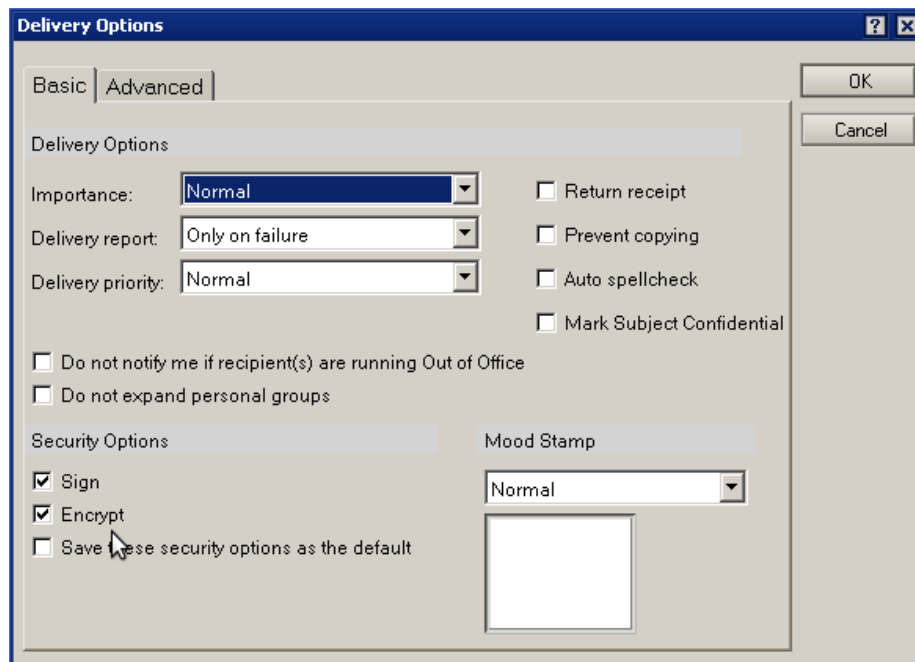 Delivery Options
Basic
Advanced
OK
Cancel
Delivery Options
Importance: Normal
Return receipt
Delivery report: Only on failure
Prevent copying
Delivery priority: Normal
Auto spellcheck
Mark Subject Confidential
Do not notify me if recipient(s) are running Out of Office
Do not expand personal groups
Security Options
Mood Stamp
Sign
Normal
Encrypt
Save these security options as the default